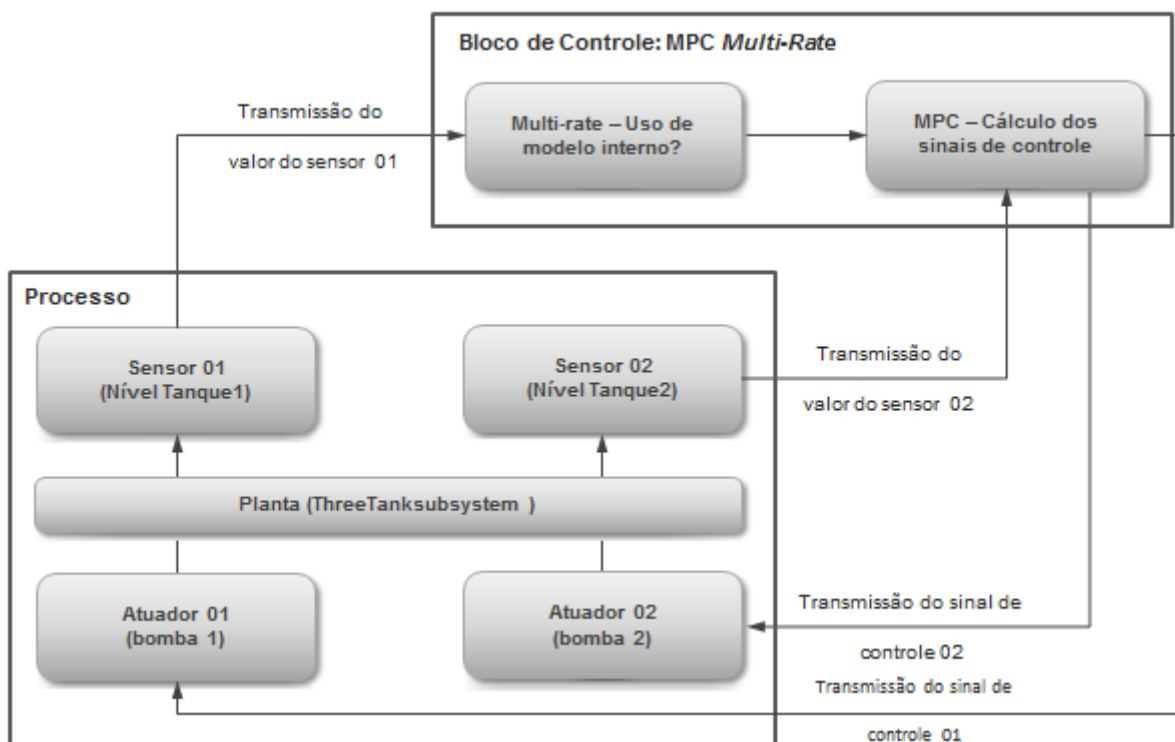 Bloco de Controle: MPC Multi-Rate
Transmissão do
valor do sensor 01
Multi-rate – Uso de
modelo interno?
MPC – Cálculo dos
sinais de controle
Processo
Sensor 01
(Nível Tanque1)
Sensor 02
(Nível Tanque2)
Transmissão do
valor do sensor 02
Planta (ThreeTanksubsystem )
Atuador 01
(bomba 1)
Atuador 02
(bomba 2)
Transmissão do sinal de
controle 02
Transmissão do sinal de
controle 01